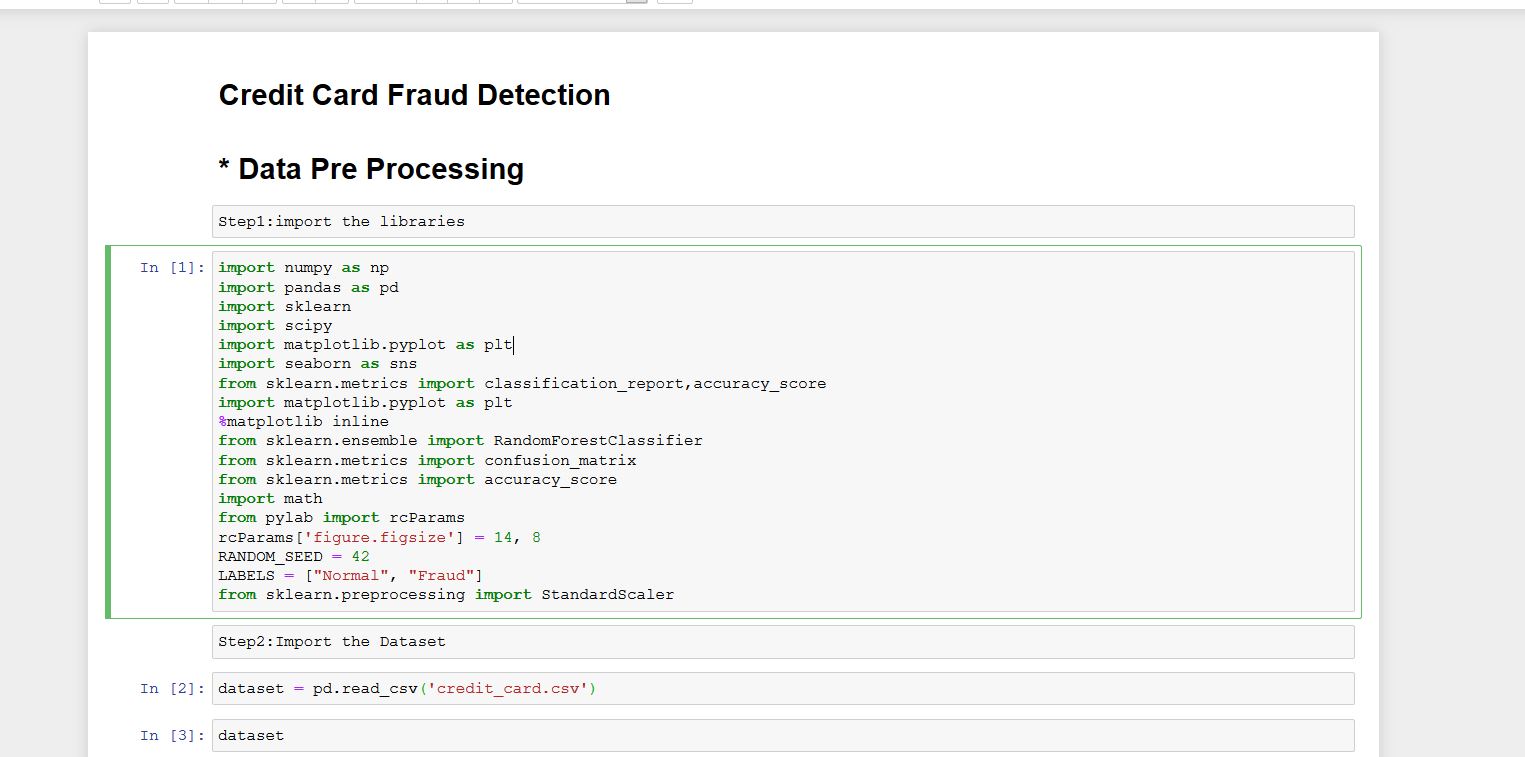 Credit Card Fraud Detection
* Data Pre Processing
Step1:import the libraries
In [1]:
import numpy as np
import pandas as pd
import sklearn
import scipy
import matplotlib.pyplot as plt
import seaborn as sns
from sklearn.metrics import classification_report,accuracy_score
import matplotlib.pyplot as plt
%matplotlib inline
from sklearn.ensemble import RandomForestClassifier
from sklearn.metrics import confusion_matrix
from sklearn.metrics import accuracy_score
import math
from pylab import rcParams
rcParams['figure.figsize'] = 14, 8
RANDOM_SEED = 42
LABELS = ["Normal", "Fraud"]
from sklearn.preprocessing import StandardScaler
Step2:Import the Dataset
In [2]: dataset = pd.read_csv('credit_card.csv')
In [3]: dataset